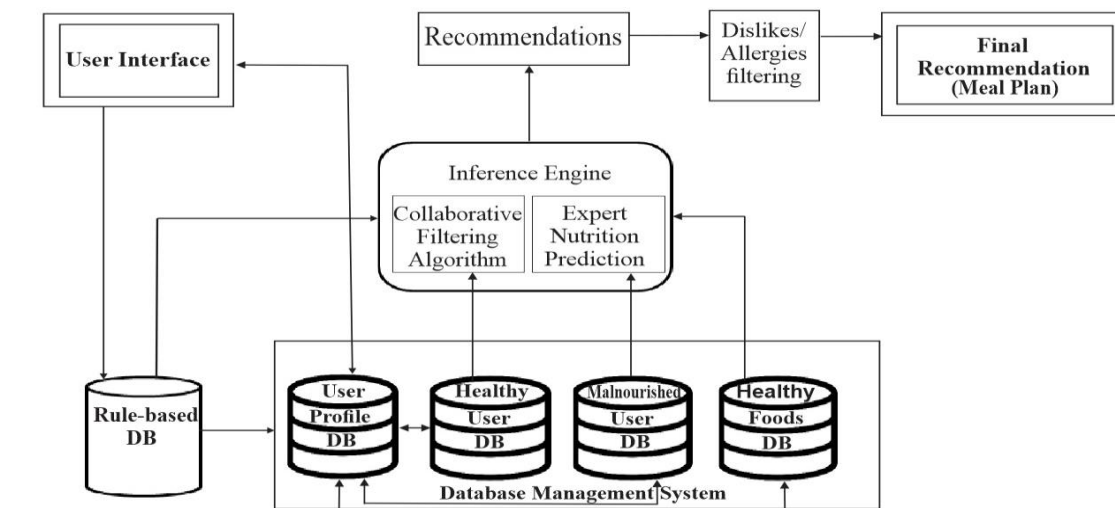 User Interface
Recommendations
Dislikes/
Allergies
filtering
Final
Recommendation
(Meal Plan)
Inference Engine
Collaborative
Filtering
Algorithm
Expert
Nutrition
Prediction
Rule-based
DB
User
Profile
DB
Healthy
User
DB
Malnourished
User
DB
Healthy
Foods
DB
Database Management System